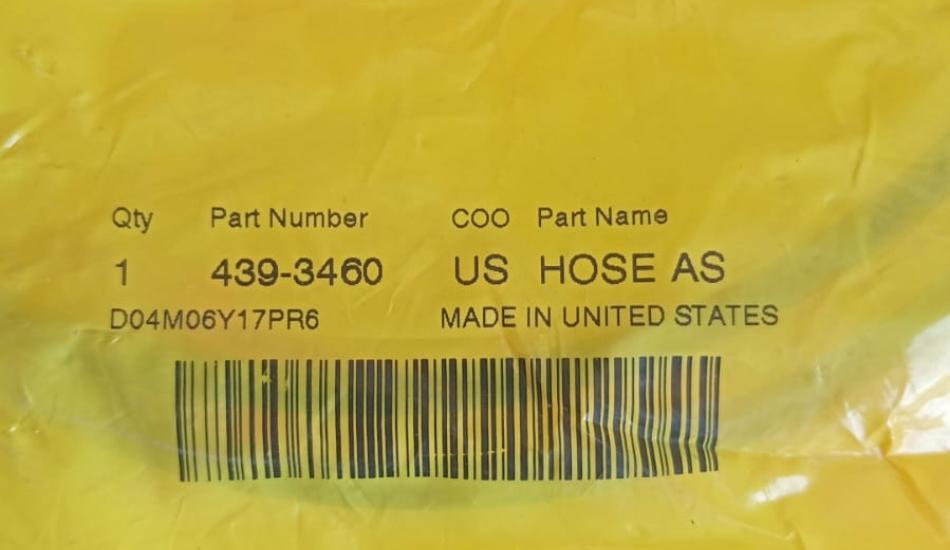 Qty Part Number COO Part Name
1 439-3460 US HOSE AS
D04M06Y17PR6 MADE IN UNITED STATES